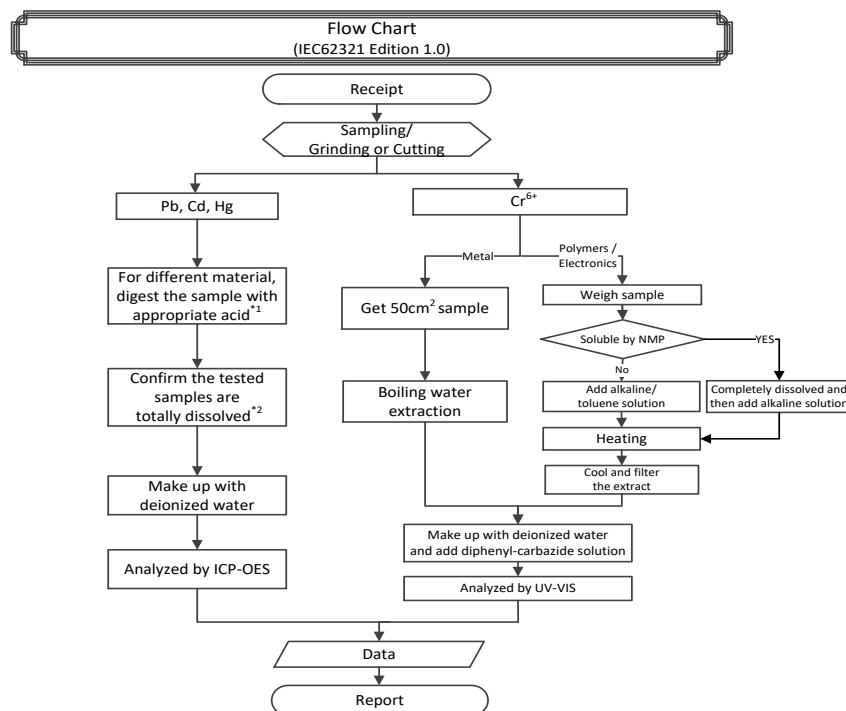 Flow Chart
(IEC62321 Edition 1.0)
Receipt
Sampling/
Grinding or Cutting
Pb, Cd, Hg
Cr6+
Metal
Polymers /
Electronics
For different material,
digest the sample with
appropriate acid*1
Get 50cm2 sample
Weigh sample
Soluble by NMP
YES
No
Confirm the tested
samples are
totally dissolved*2
Boiling water
extraction
Add alkaline/
toluene solution
Completely dissolved and
then add alkaline solution
Heating
Cool and filter
the extract
Make up with
deionized water
Make up with deionized water
and add diphenyl-carbazide solution
Analyzed by ICP-OES
Analyzed by UV-VIS
Data
Report